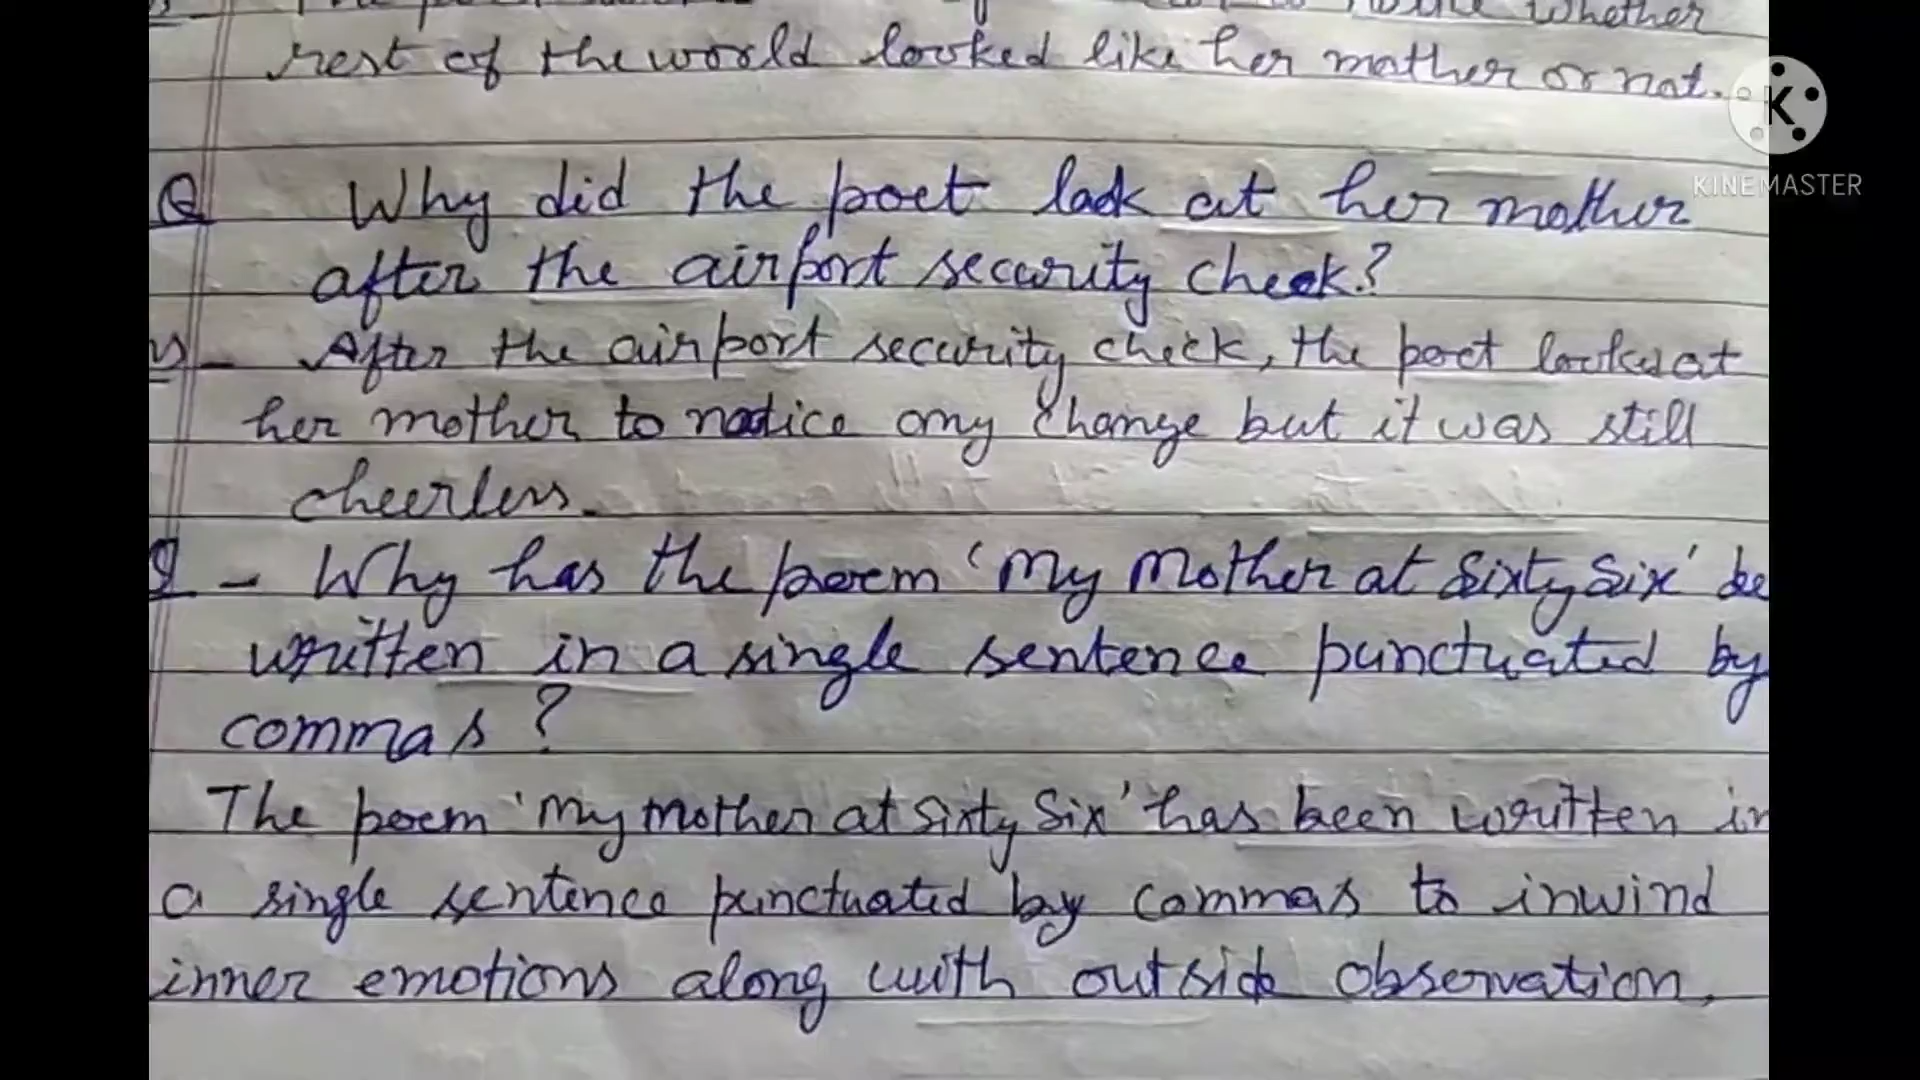 whether
rest of the world looked like her mother or not.
K
KINEMASTER
Q Why did the poet look at her mother
after the airport security check?
After the airport security check, the poet looked at
her mother to notice any change but it was still
cheerless.
Q - Why has the poem 'My Mother at Sixty Six' be
written in a single sentence punctuated by
commas?
The poem 'My mother at Sixty Six' has been written in
a single sentence punctuated by commas to inwind
inner emotions along with outside observation,